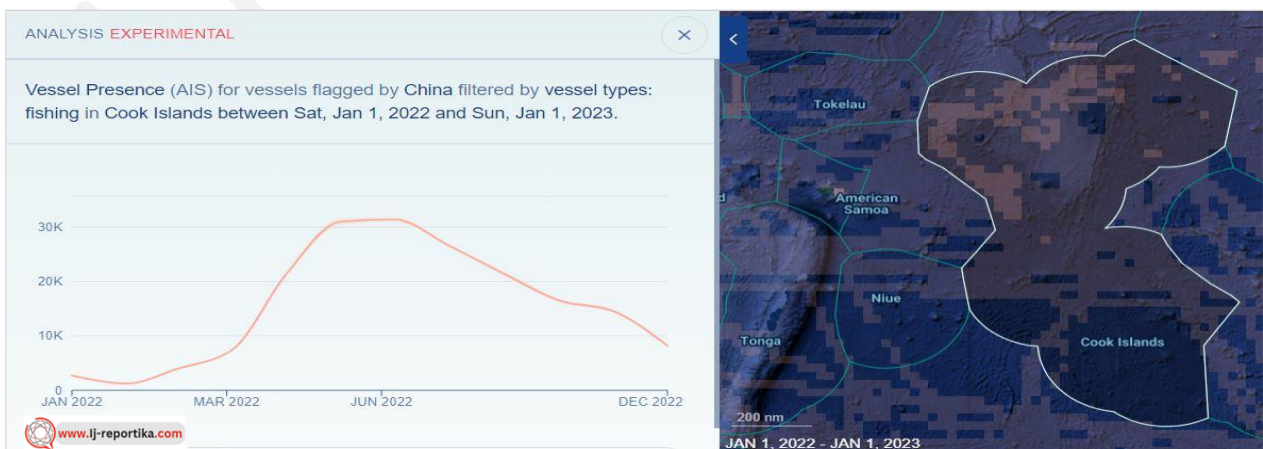 ANALYSIS EXPERIMENTAL
Vessel Presence (AIS) for vessels flagged by China filtered by vessel types:
fishing in Cook Islands between Sat, Jan 1, 2022 and Sun, Jan 1, 2023.
30K
20K
10K
0
JAN 2022
MAR 2022
JUN 2022
DEC 2022
www.lj-reportika.com
Tokelau
American
Samoa
Niue
Tonga
Cook Islands
200 nm
JAN 1, 2022 - JAN 1, 2023